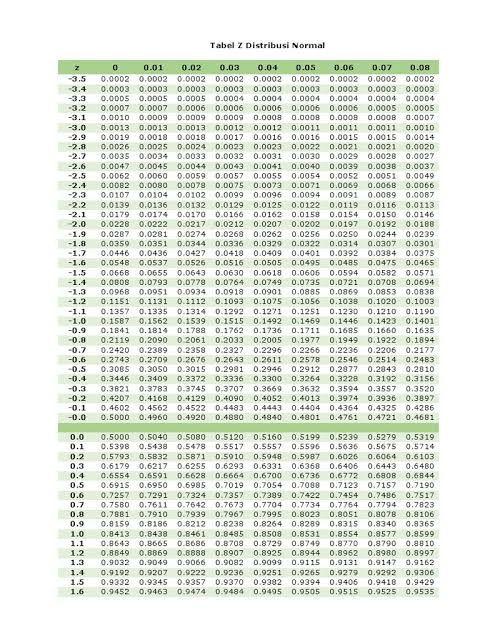 Tabel Z Distribusi Normal
z 0 0.01 0.02 0.03 0.04 0.05 0.06 0.07 0.08
-3.5 0.0002 0.0002 0.0002 0.0002 0.0002 0.0002 0.0002 0.0002 0.0002
-3.4 0.0003 0.0003 0.0003 0.0003 0.0003 0.0003 0.0003 0.0003 0.0003
-3.3 0.0005 0.0005 0.0005 0.0004 0.0004 0.0004 0.0004 0.0004 0.0004
-3.2 0.0007 0.0007 0.0006 0.0006 0.0006 0.0006 0.0006 0.0005 0.0005
-3.1 0.0010 0.0009 0.0009 0.0009 0.0008 0.0008 0.0008 0.0008 0.0007
-3.0 0.0013 0.0013 0.0013 0.0012 0.0012 0.0011 0.0011 0.0011 0.0010
-2.9 0.0019 0.0018 0.0018 0.0017 0.0016 0.0016 0.0015 0.0015 0.0014
-2.8 0.0026 0.0025 0.0024 0.0023 0.0023 0.0022 0.0021 0.0021 0.0020
-2.7 0.0035 0.0034 0.0033 0.0032 0.0031 0.0030 0.0029 0.0028 0.0027
-2.6 0.0047 0.0045 0.0044 0.0043 0.0041 0.0040 0.0039 0.0038 0.0037
-2.5 0.0062 0.0060 0.0059 0.0057 0.0055 0.0054 0.0052 0.0051 0.0049
-2.4 0.0082 0.0080 0.0078 0.0075 0.0073 0.0071 0.0069 0.0068 0.0066
-2.3 0.0107 0.0104 0.0102 0.0099 0.0096 0.0094 0.0091 0.0089 0.0087
-2.2 0.0139 0.0136 0.0132 0.0129 0.0125 0.0122 0.0119 0.0116 0.0113
-2.1 0.0179 0.0174 0.0170 0.0166 0.0162 0.0158 0.0154 0.0150 0.0146
-2.0 0.0228 0.0222 0.0217 0.0212 0.0207 0.0202 0.0197 0.0192 0.0188
-1.9 0.0287 0.0281 0.0274 0.0268 0.0262 0.0256 0.0250 0.0244 0.0239
-1.8 0.0359 0.0351 0.0344 0.0336 0.0329 0.0322 0.0314 0.0307 0.0301
-1.7 0.0446 0.0436 0.0427 0.0418 0.0409 0.0401 0.0392 0.0384 0.0375
-1.6 0.0548 0.0537 0.0526 0.0516 0.0505 0.0495 0.0485 0.0475 0.0465
-1.5 0.0668 0.0655 0.0643 0.0630 0.0618 0.0606 0.0594 0.0582 0.0571
-1.4 0.0808 0.0793 0.0778 0.0764 0.0749 0.0735 0.0721 0.0708 0.0694
-1.3 0.0968 0.0951 0.0934 0.0918 0.0901 0.0885 0.0869 0.0853 0.0838
-1.2 0.1151 0.1131 0.1112 0.1093 0.1075 0.1056 0.1038 0.1020 0.1003
-1.1 0.1357 0.1335 0.1314 0.1292 0.1271 0.1251 0.1230 0.1210 0.1190
-1.0 0.1587 0.1562 0.1539 0.1515 0.1492 0.1469 0.1446 0.1423 0.1401
-0.9 0.1841 0.1814 0.1788 0.1762 0.1736 0.1711 0.1685 0.1660 0.1635
-0.8 0.2119 0.2090 0.2061 0.2033 0.2005 0.1977 0.1949 0.1922 0.1894
-0.7 0.2420 0.2389 0.2358 0.2327 0.2296 0.2266 0.2236 0.2206 0.2177
-0.6 0.2743 0.2709 0.2676 0.2643 0.2611 0.2578 0.2546 0.2514 0.2483
-0.5 0.3085 0.3050 0.3015 0.2981 0.2946 0.2912 0.2877 0.2843 0.2810
-0.4 0.3446 0.3409 0.3372 0.3336 0.3300 0.3264 0.3228 0.3192 0.3156
-0.3 0.3821 0.3783 0.3745 0.3707 0.3669 0.3632 0.3594 0.3557 0.3520
-0.2 0.4207 0.4168 0.4129 0.4090 0.4052 0.4013 0.3974 0.3936 0.3897
-0.1 0.4602 0.4562 0.4522 0.4483 0.4443 0.4404 0.4364 0.4325 0.4286
-0.0 0.5000 0.4960 0.4920 0.4880 0.4840 0.4801 0.4761 0.4721 0.4681
0.0 0.5000 0.5040 0.5080 0.5120 0.5160 0.5199 0.5239 0.5279 0.5319
0.1 0.5398 0.5438 0.5478 0.5517 0.5557 0.5596 0.5636 0.5675 0.5714
0.2 0.5793 0.5832 0.5871 0.5910 0.5948 0.5987 0.6026 0.6064 0.6103
0.3 0.6179 0.6217 0.6255 0.6293 0.6331 0.6368 0.6406 0.6443 0.6480
0.4 0.6554 0.6591 0.6628 0.6664 0.6700 0.6736 0.6772 0.6808 0.6844
0.5 0.6915 0.6950 0.6985 0.7019 0.7054 0.7088 0.7123 0.7157 0.7190
0.6 0.7257 0.7291 0.7324 0.7357 0.7389 0.7422 0.7454 0.7486 0.7517
0.7 0.7580 0.7611 0.7642 0.7673 0.7704 0.7734 0.7764 0.7794 0.7823
0.8 0.7881 0.7910 0.7939 0.7967 0.7995 0.8023 0.8051 0.8078 0.8106
0.9 0.8159 0.8186 0.8212 0.8238 0.8264 0.8289 0.8315 0.8340 0.8365
1.0 0.8413 0.8438 0.8461 0.8485 0.8508 0.8531 0.8554 0.8577 0.8599
1.1 0.8643 0.8665 0.8686 0.8708 0.8729 0.8749 0.8770 0.8790 0.8810
1.2 0.8849 0.8869 0.8888 0.8907 0.8925 0.8944 0.8962 0.8980 0.8997
1.3 0.9032 0.9049 0.9066 0.9082 0.9099 0.9115 0.9131 0.9147 0.9162
1.4 0.9192 0.9207 0.9222 0.9236 0.9251 0.9265 0.9279 0.9292 0.9306
1.5 0.9332 0.9345 0.9357 0.9370 0.9382 0.9394 0.9406 0.9418 0.9429
1.6 0.9452 0.9463 0.9474 0.9484 0.9495 0.9505 0.9515 0.9525 0.9535